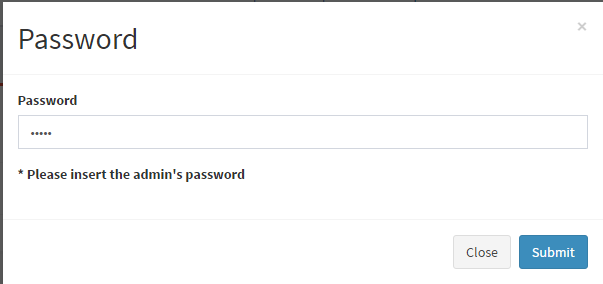 Password
×
Password
•••••
* Please insert the admin's password
Close
Submit